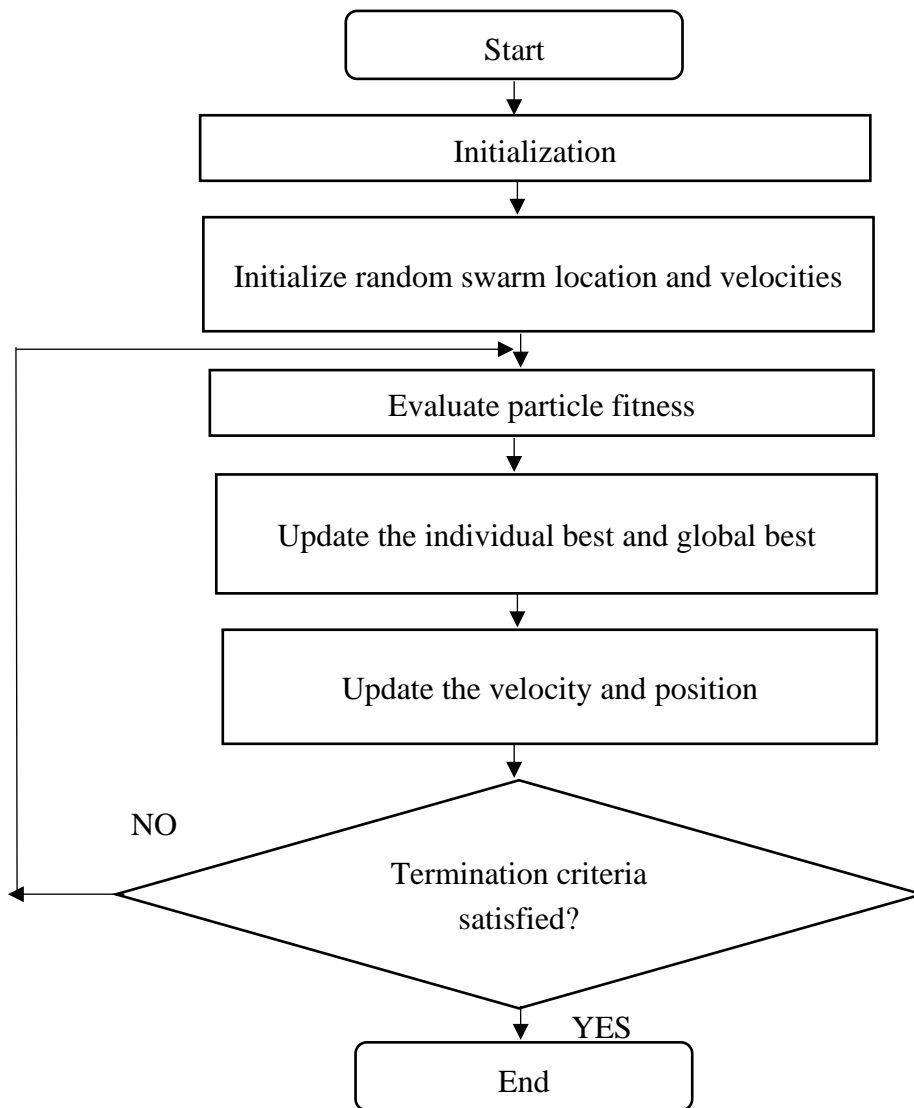 Start
Initialization
Initialize random swarm location and velocities
Evaluate particle fitness
Update the individual best and global best
Update the velocity and position
NO
Termination criteria
satisfied?
YES
End